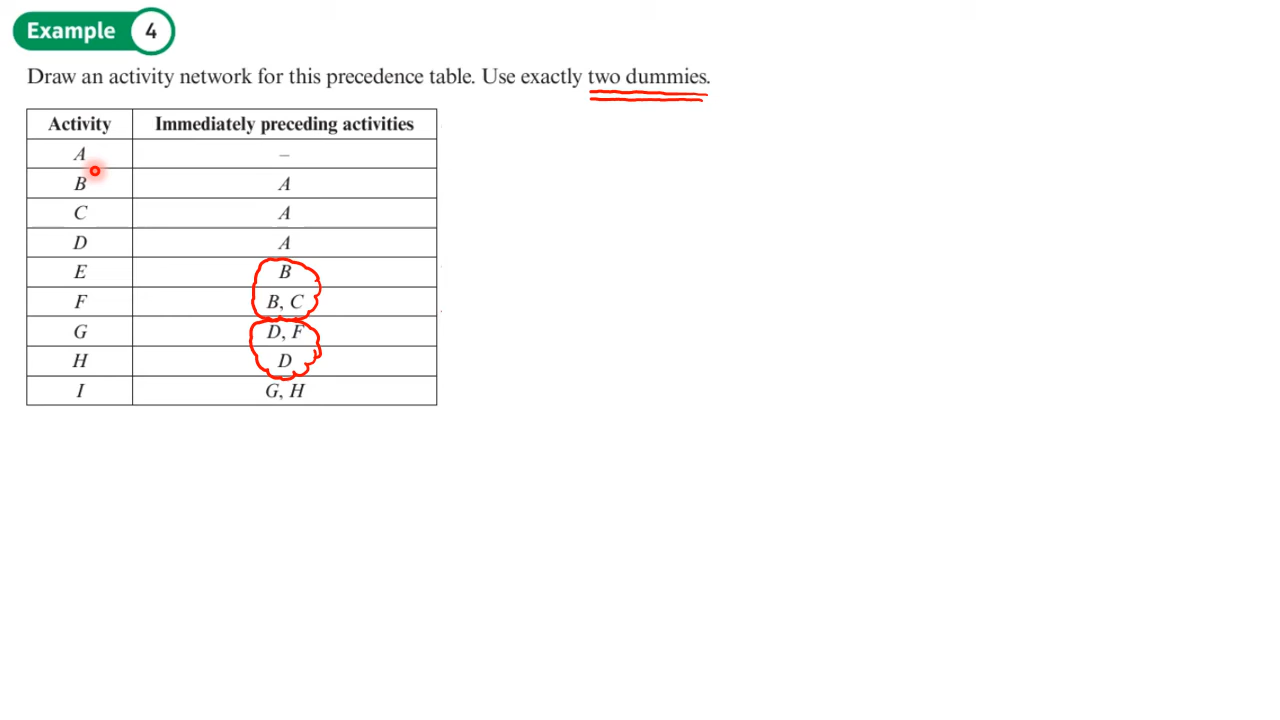 Example 4
Draw an activity network for this precedence table. Use exactly two dummies.
Activity Immediately preceding activities
A –
B A
C A
D A
E B
F B, C
G D, F
H D
I G, H